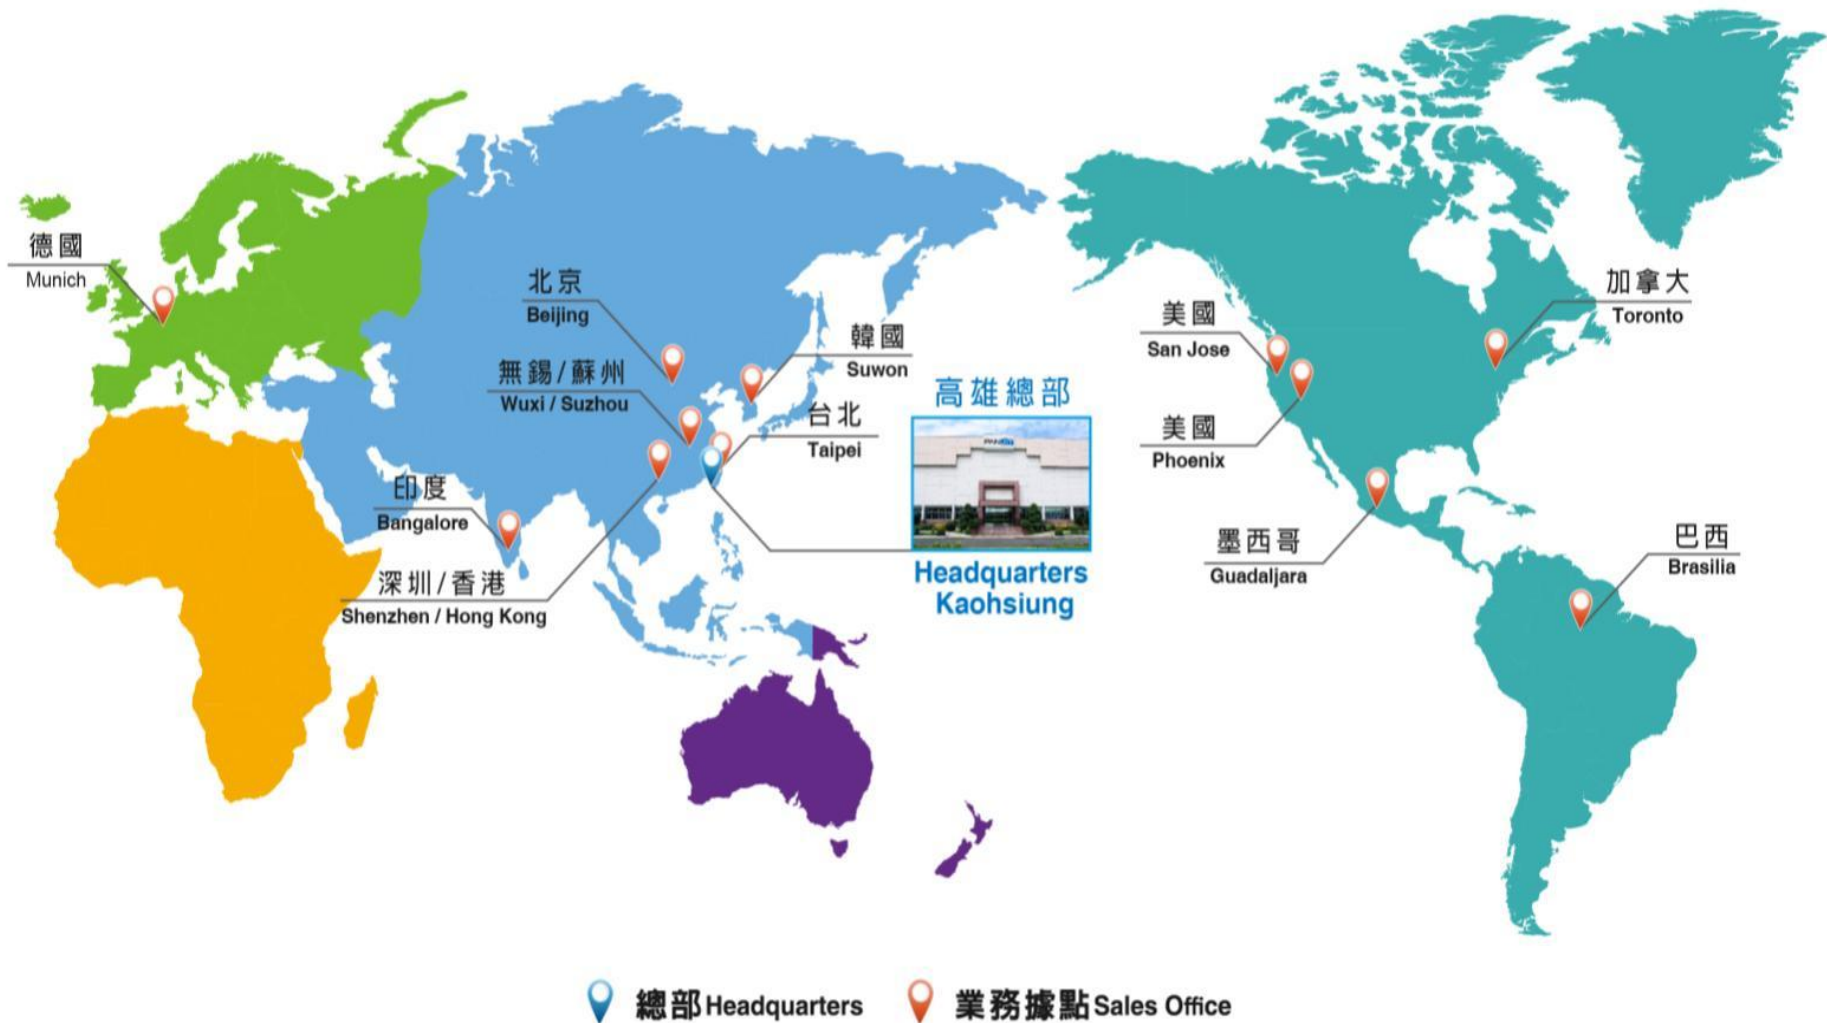 德國
Munich
北京
Beijing
無錫/蘇州
Wuxi / Suzhou
韓國
Suwon
台北
Taipei
印度
Bangalore
深圳/香港
Shenzhen / Hong Kong
高雄總部
Headquarters
Kaohsiung
美國
San Jose
美國
Phoenix
墨西哥
Guadaljara
加拿大
Toronto
巴西
Brasilia
總部 Headquarters
業務據點 Sales Office